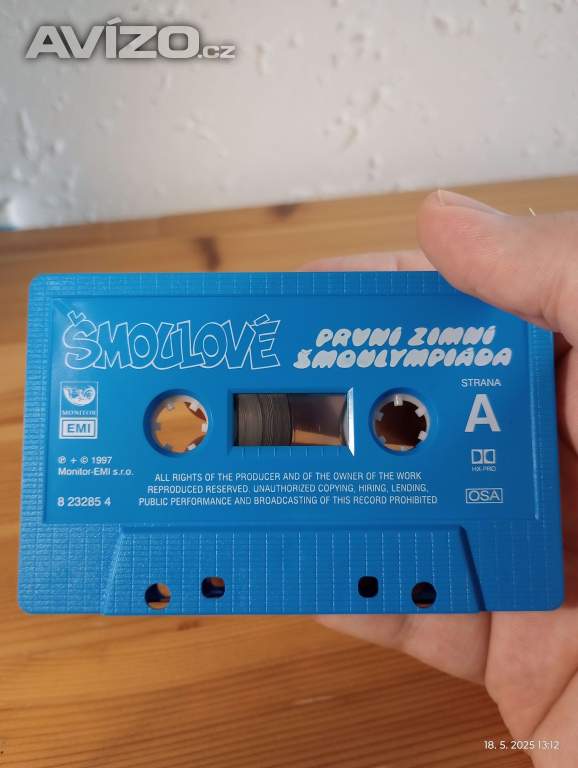 AVÍZO.cz
ŠMOULOVÉ
PRVNÍ ZIMNÍ
ŠMOULYMPIÁDA
STRANA
A
MONITOR
EMI
℗ + © 1997
Monitor-EMI s.r.o.
8 23285 4
ALL RIGHTS OF THE PRODUCER AND OF THE OWNER OF THE WORK
REPRODUCED RESERVED. UNAUTHORIZED COPYING, HIRING, LENDING,
PUBLIC PERFORMANCE AND BROADCASTING OF THIS RECORD PROHIBITED
HX-PRO
OSA
18. 5. 2025 13:12